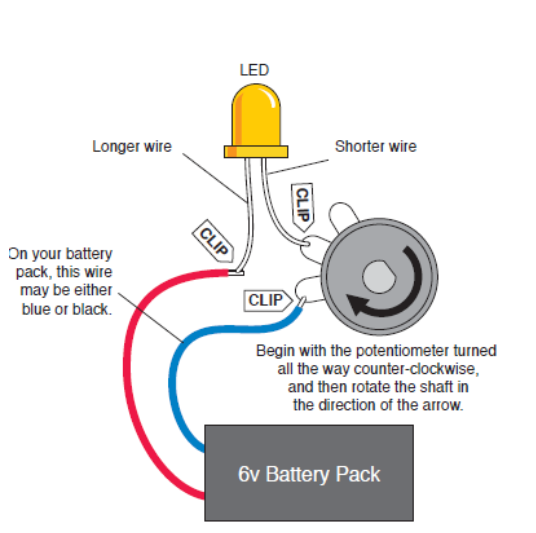 LED
Longer wire
Shorter wire
CLIP
CLIP
On your battery
pack, this wire
may be either
blue or black.
CLIP
Begin with the potentiometer turned
all the way counter-clockwise,
and then rotate the shaft in
the direction of the arrow.
6v Battery Pack